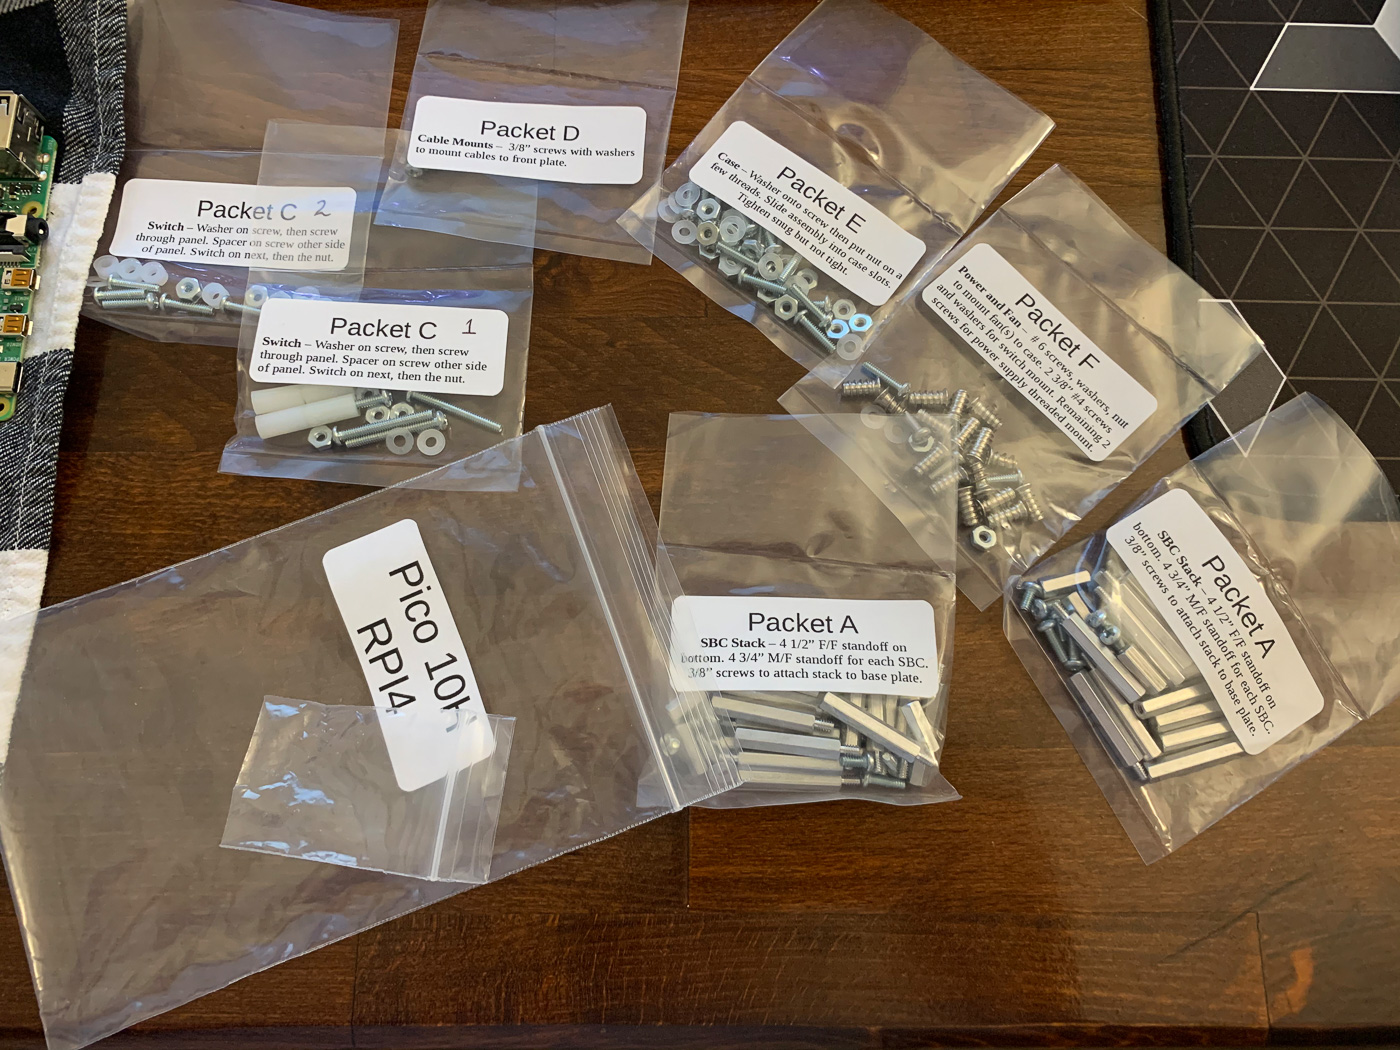 Packet D
Cable Mounts – 3/8” screws with washers
to mount cables to front plate.
Packet C 2
Switch – Washer on screw, then screw
through panel. Spacer on screw other side
of panel. Switch on next, then the nut.
Packet C 1
Switch – Washer on screw, then screw
through panel. Spacer on screw other side
of panel. Switch on next, then the nut.
Packet E
Case – Washer onto screw then put nut on a
few threads. Slide assembly into case slots.
Tighten snug but not tight.
Packet F
Power and Fan – # 6 screws, washers, nut
to mount fan(s) to case. 2 3/8” #4 screws
and washers for switch mount. Remaining 2
screws for power supply threaded mount.
Pico 10H
RPI4
Packet A
SBC Stack – 4 1/2” F/F standoff on
bottom. 4 3/4” M/F standoff for each SBC.
3/8” screws to attach stack to base plate.
Packet A
SBC Stack – 4 1/2” F/F standoff on
bottom. 4 3/4” M/F standoff for each SBC.
3/8” screws to attach stack to base plate.